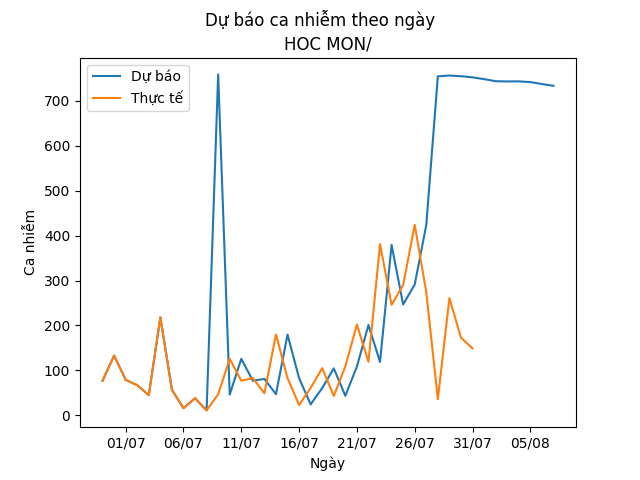 Dự báo ca nhiễm theo ngày
HOC MON/
Dự báo
Thực tế
Ca nhiễm
700
600
500
400
300
200
100
0
01/07 06/07 11/07 16/07 21/07 26/07 31/07 05/08
Ngày